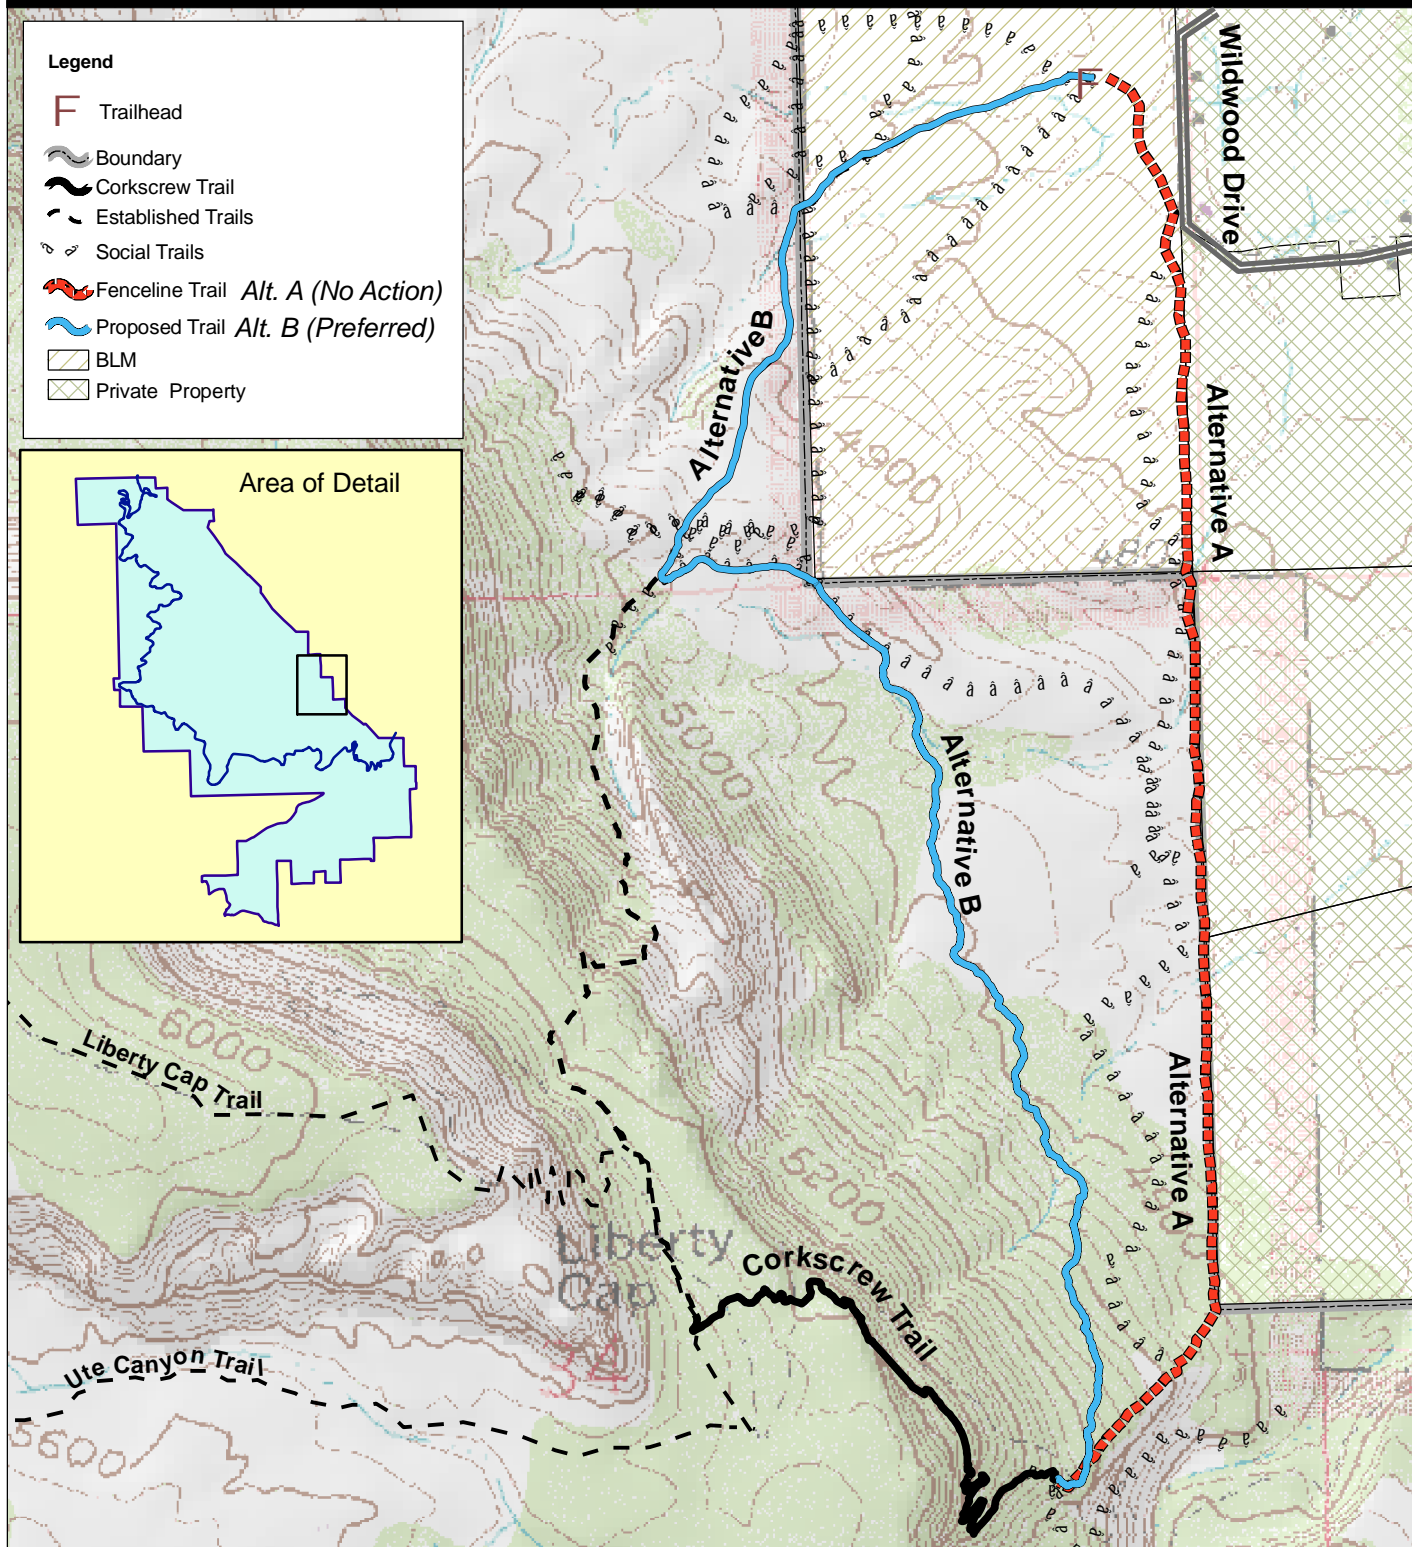 Legend
F Trailhead
Boundary
Corkscrew Trail
Established Trails
Social Trails
Fenceline Trail Alt. A (No Action)
Proposed Trail Alt. B (Preferred)
BLM
Private Property
Area of Detail
F
Wildwood Drive
Alternative B
Alternative A
4900
5000
Alternative B
6000
Liberty Cap Trail
Alternative A
5200
Liberty
Cap
Corkscrew Trail
34
Ute Canyon Trail
5600